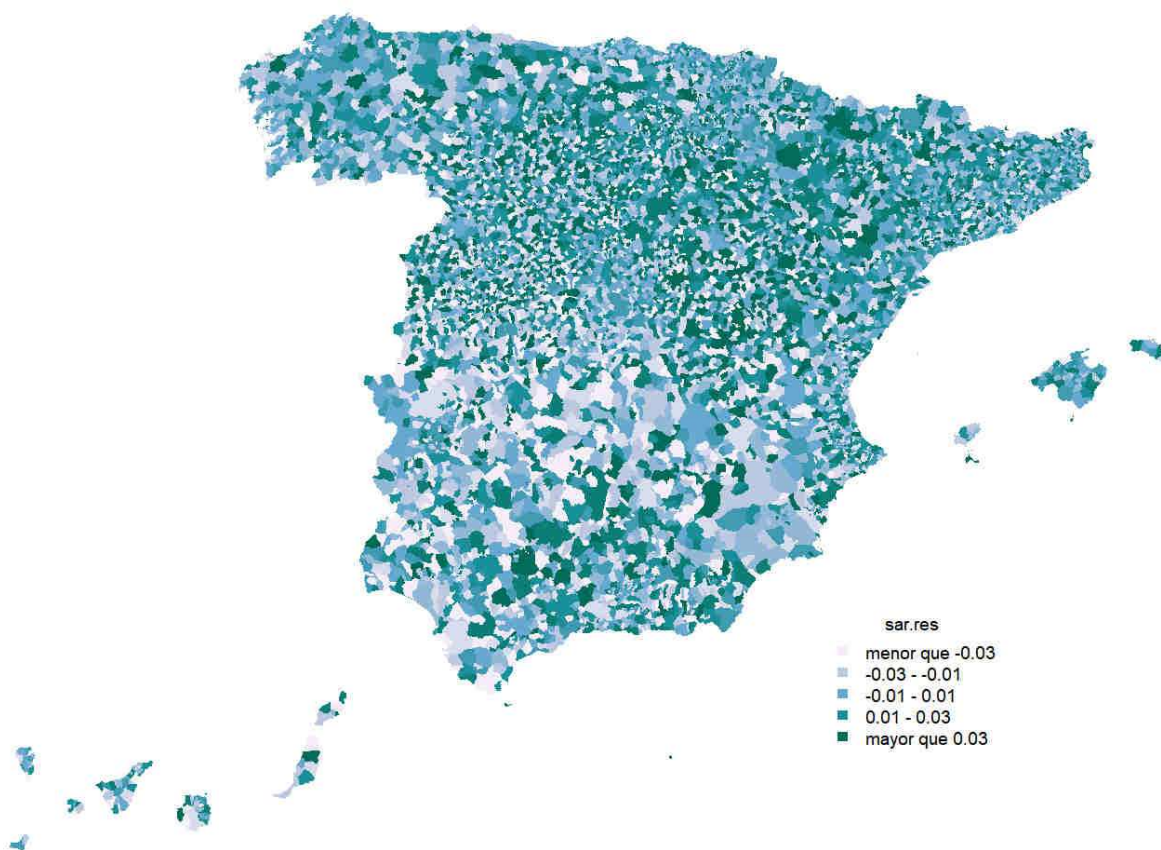 sar.res
menor que -0.03
-0.03 - -0.01
-0.01 - 0.01
0.01 - 0.03
mayor que 0.03